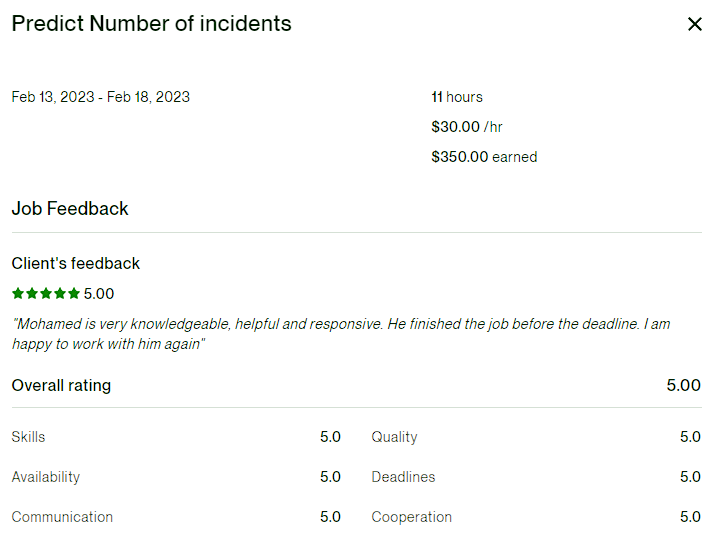 Predict Number of incidents
Feb 13, 2023 - Feb 18, 2023
11 hours
$30.00 /hr
$350.00 earned
Job Feedback
Client's feedback
5.00
"Mohamed is very knowledgeable, helpful and responsive. He finished the job before the deadline. I am
happy to work with him again"
Overall rating 5.00
Skills 5.0 Quality 5.0
Availability 5.0 Deadlines 5.0
Communication 5.0 Cooperation 5.0